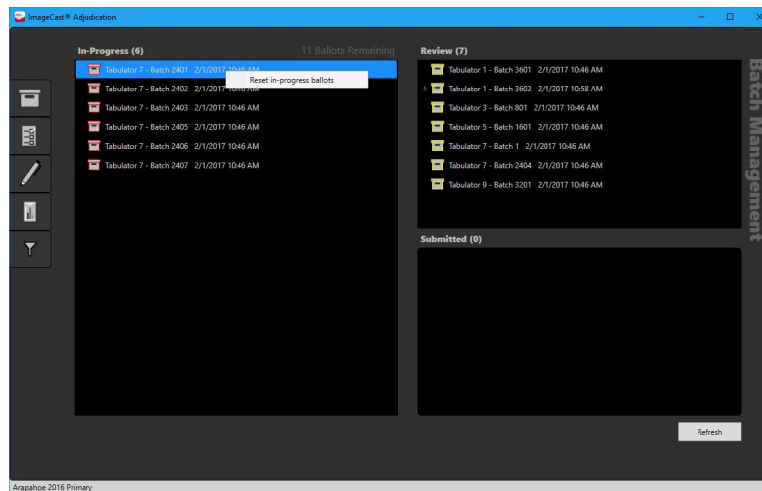 ImageCast® Adjudication
In-Progress (6) 11 Ballots Remaining
Tabulator 7 - Batch 2401 2/1/2017 10:46 AM
Reset in-progress ballots
Tabulator 7 - Batch 2402 2/1/2017 10:46 AM
Tabulator 7 - Batch 2403 2/1/2017 10:46 AM
Tabulator 7 - Batch 2405 2/1/2017 10:46 AM
Tabulator 7 - Batch 2406 2/1/2017 10:46 AM
Tabulator 7 - Batch 2407 2/1/2017 10:46 AM
Review (7)
Tabulator 1 - Batch 3601 2/1/2017 10:46 AM
Tabulator 1 - Batch 3602 2/1/2017 10:58 AM
Tabulator 3 - Batch 801 2/1/2017 10:46 AM
Tabulator 5 - Batch 1601 2/1/2017 10:46 AM
Tabulator 7 - Batch 1 2/1/2017 10:46 AM
Tabulator 7 - Batch 2404 2/1/2017 10:46 AM
Tabulator 9 - Batch 3201 2/1/2017 10:46 AM
Submitted (0)
Batch Management
Refresh
Arapahoe 2016 Primary